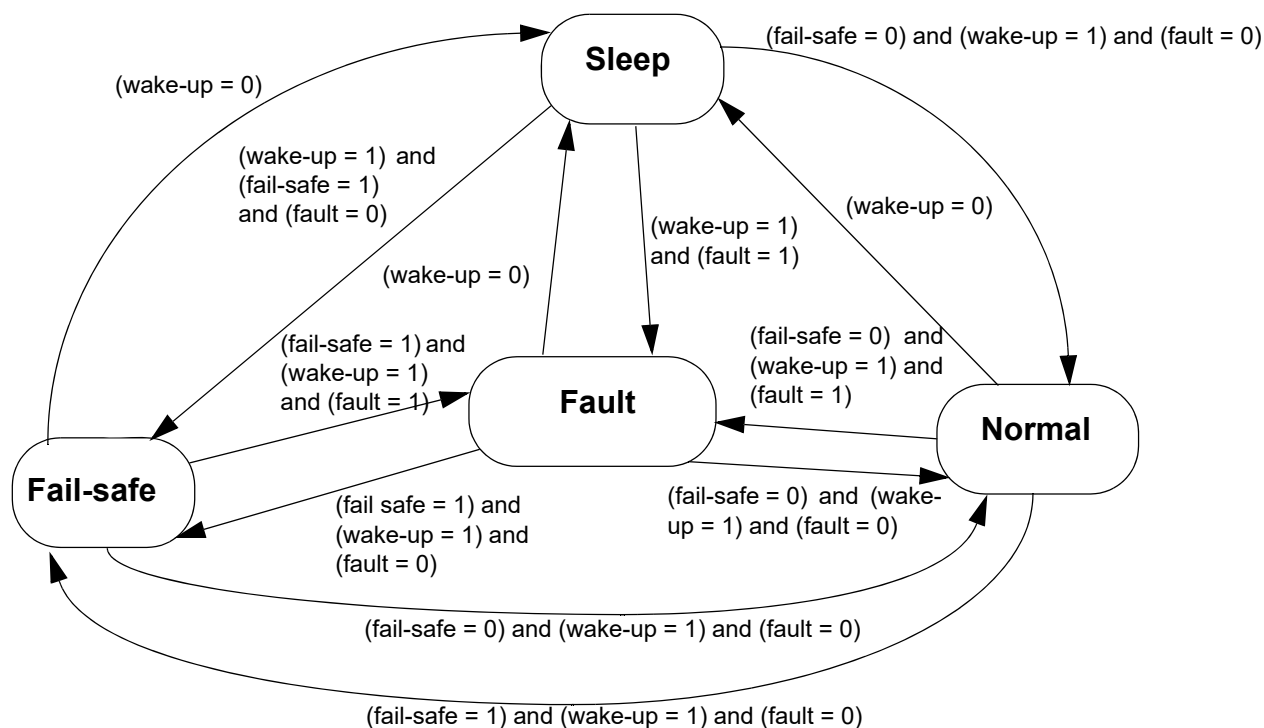 Sleep
(fail-safe = 0) and (wake-up = 1) and (fault = 0)
(wake-up = 0)
(wake-up = 1) and
(fail-safe = 1)
and (fault = 0)
(wake-up = 0)
(wake-up = 1)
and (fault = 1)
(wake-up = 0)
(fail-safe = 1) and
(wake-up = 1)
and (fault = 1)
(fail-safe = 0) and
(wake-up = 1) and
(fault = 1)
Fault
Normal
Fail-safe
(fail safe = 1) and
(wake-up = 1) and
(fault = 0)
(fail-safe = 0) and (wake-
up = 1) and (fault = 0)
(fail-safe = 0) and (wake-up = 1) and (fault = 0)
(fail-safe = 1) and (wake-up = 1) and (fault = 0)